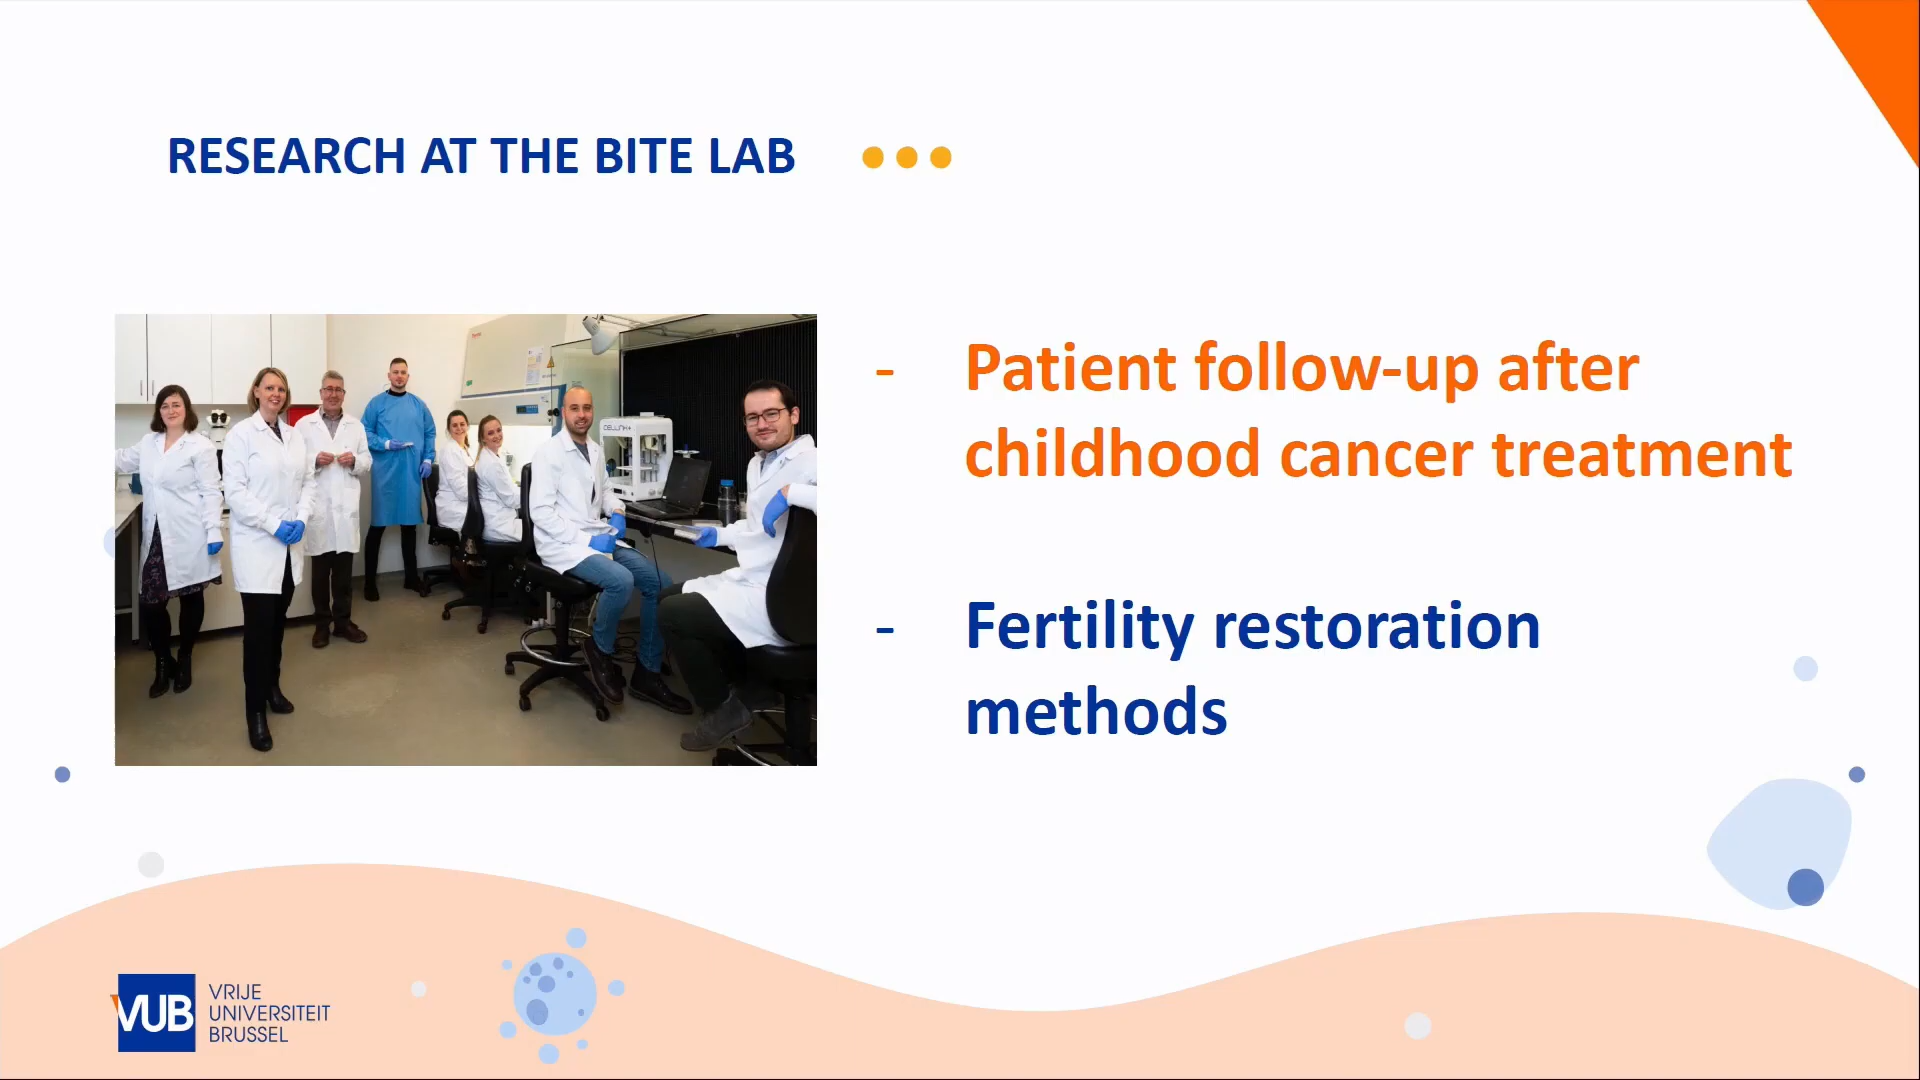 RESEARCH AT THE BITE LAB
CELLINK+
- Patient follow-up after
childhood cancer treatment
- Fertility restoration
methods
VUB
VRIJE
UNIVERSITEIT
BRUSSEL